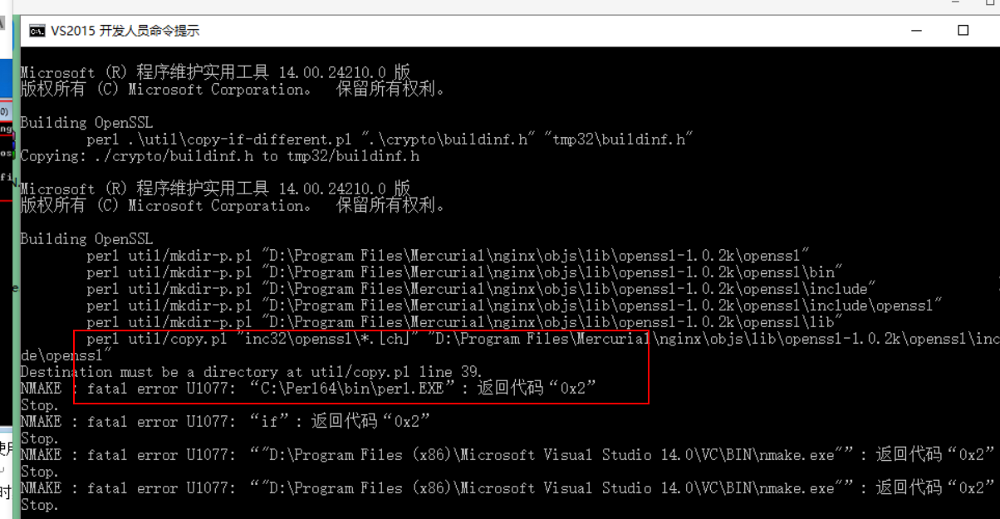 VS2015 开发人员命令提示
Microsoft (R) 程序维护实用工具 14.00.24210.0 版
版权所有 (C) Microsoft Corporation。  保留所有权利。
Building OpenSSL
perl .\util\copy-if-different.pl ".\crypto\buildinf.h" "tmp32\buildinf.h"
Copying: ./crypto/buildinf.h to tmp32/buildinf.h
Microsoft (R) 程序维护实用工具 14.00.24210.0 版
版权所有 (C) Microsoft Corporation。  保留所有权利。
Building OpenSSL
perl util/mkdir-p.pl "D:\Program Files\Mercurial\nginx\objs\lib\openssl-1.0.2k\openssl"
perl util/mkdir-p.pl "D:\Program Files\Mercurial\nginx\objs\lib\openssl-1.0.2k\openssl\bin"
perl util/mkdir-p.pl "D:\Program Files\Mercurial\nginx\objs\lib\openssl-1.0.2k\openssl\include"
perl util/mkdir-p.pl "D:\Program Files\Mercurial\nginx\objs\lib\openssl-1.0.2k\openssl\include\openssl"
perl util/mkdir-p.pl "D:\Program Files\Mercurial\nginx\objs\lib\openssl-1.0.2k\openssl\lib"
perl util/copy.pl "inc32\openssl\*.[ch]" "D:\Program Files\Mercurial\nginx\objs\lib\openssl-1.0.2k\openssl\inc
de\openssl"
Destination must be a directory at util/copy.pl line 39.
NMAKE : fatal error U1077: “C:\Perl64\bin\perl.EXE”: 返回代码“0x2”
Stop.
NMAKE : fatal error U1077: “if”: 返回代码“0x2”
Stop.
NMAKE : fatal error U1077: “"D:\Program Files (x86)\Microsoft Visual Studio 14.0\VC\BIN\nmake.exe"”: 返回代码“0x2”
Stop.
NMAKE : fatal error U1077: “"D:\Program Files (x86)\Microsoft Visual Studio 14.0\VC\BIN\nmake.exe"”: 返回代码“0x2”
Stop.